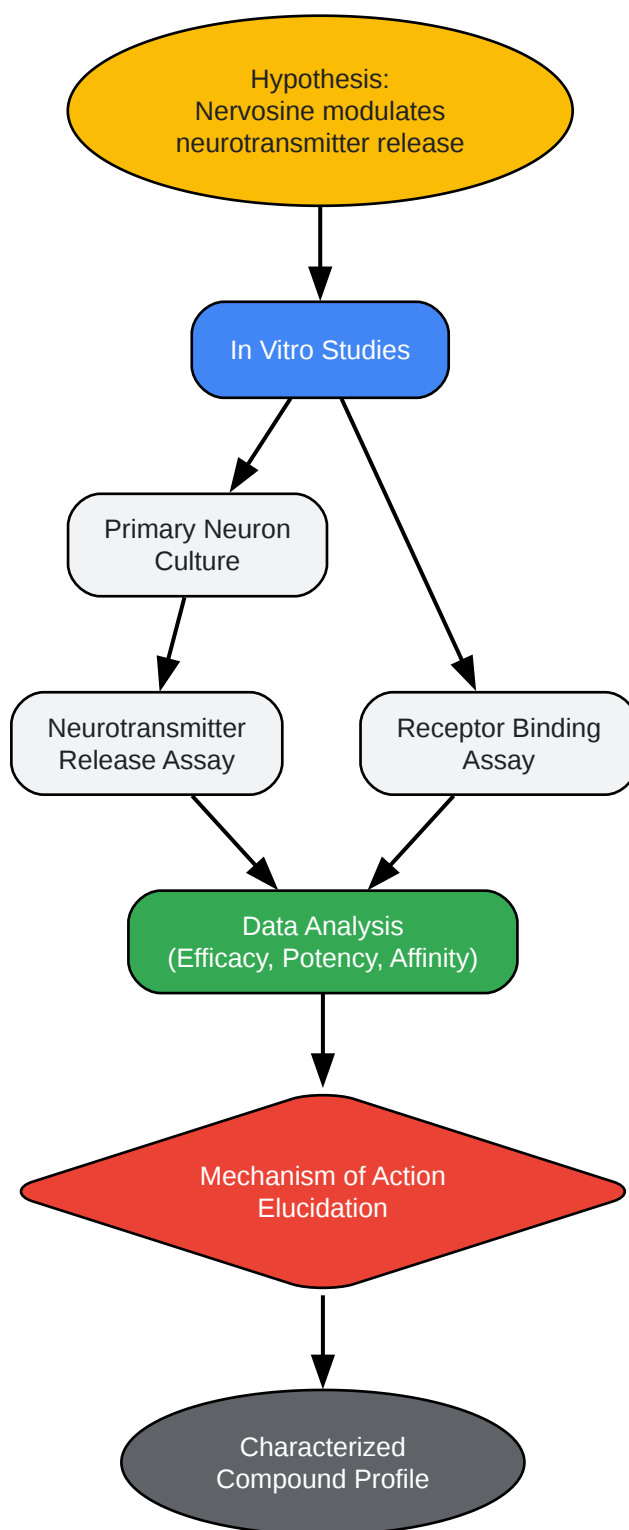 Hypothesis:
Nervosine modulates
neurotransmitter release
In Vitro Studies
Primary Neuron
Culture
Neurotransmitter
Release Assay
Receptor Binding
Assay
Data Analysis
(Efficacy, Potency, Affinity)
Mechanism of Action
Elucidation
Characterized
Compound Profile